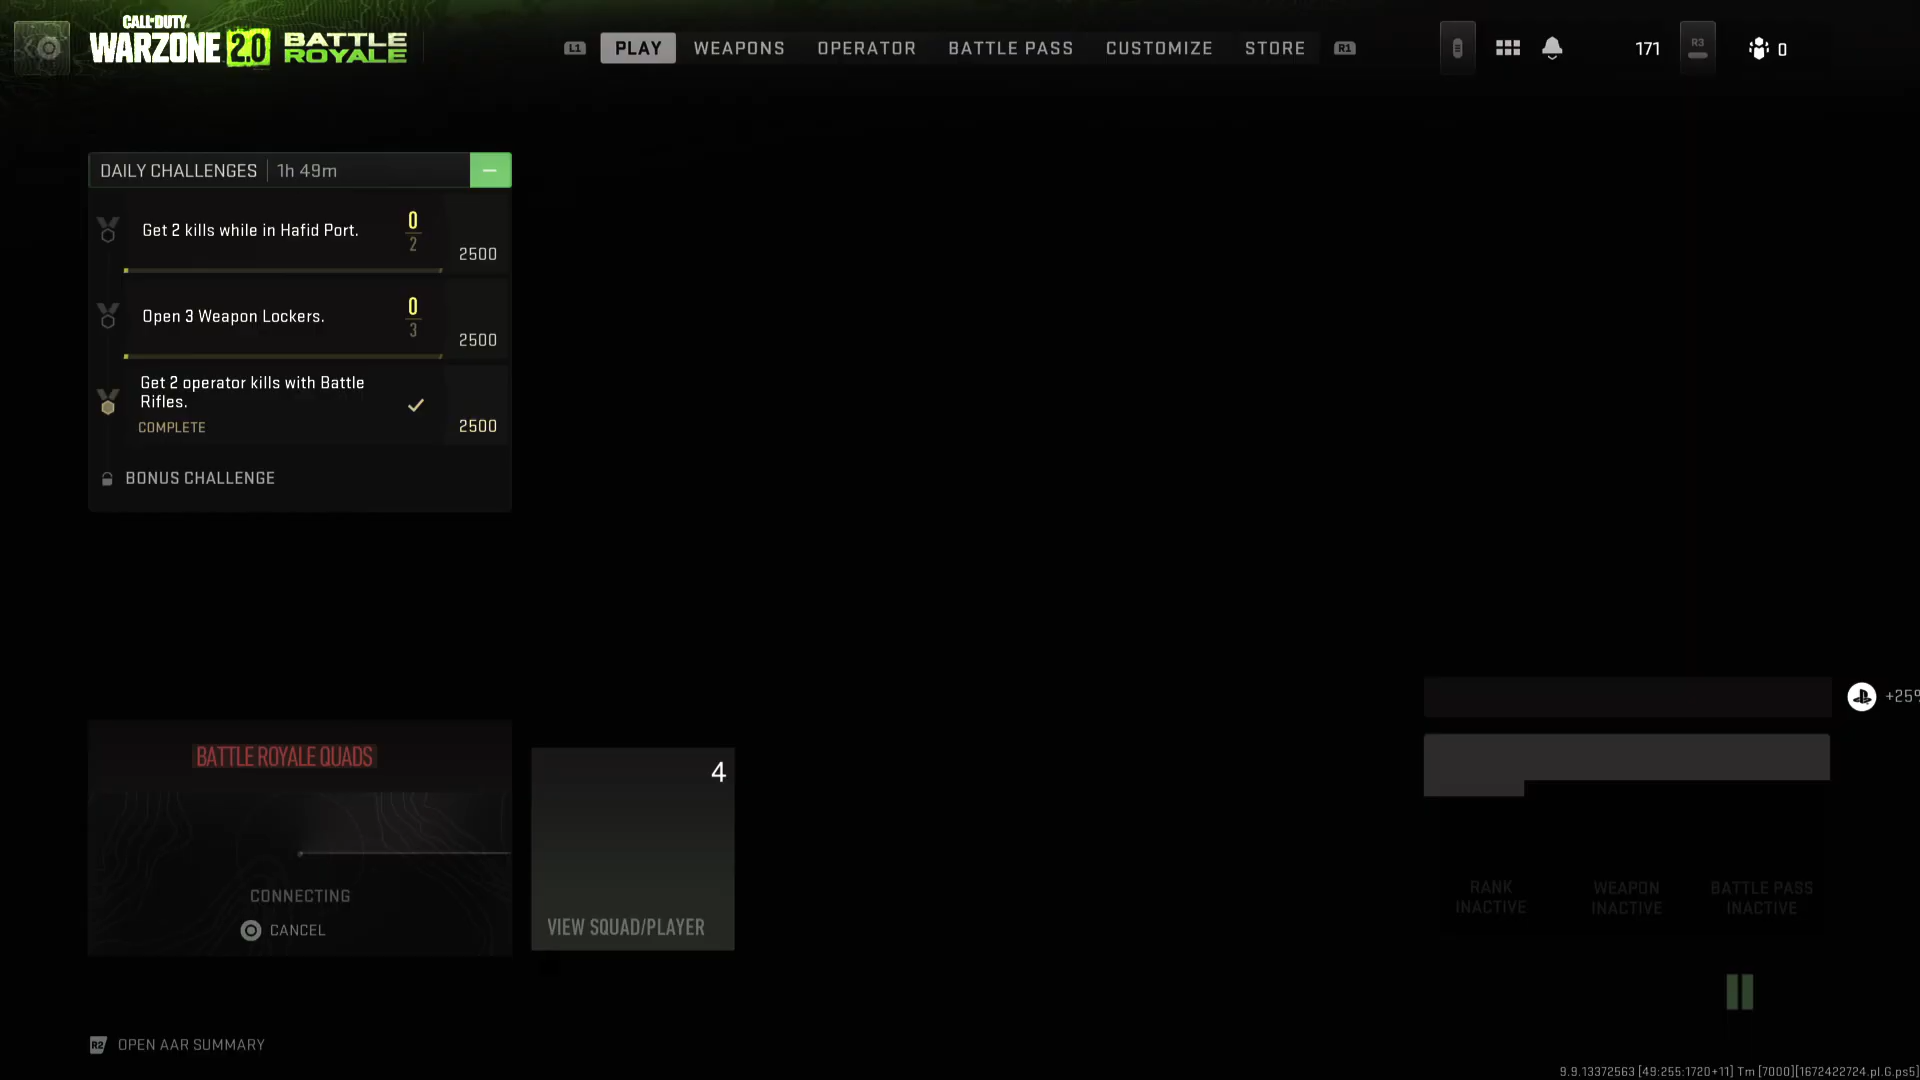 CALL OF DUTY
WARZONE 2.0 BATTLE ROYALE
L1 PLAY WEAPONS OPERATOR BATTLE PASS CUSTOMIZE STORE R1
171 R3 0
DAILY CHALLENGES 1h 49m
Get 2 kills while in Hafid Port.
0
2
2500
Open 3 Weapon Lockers.
0
3
2500
Get 2 operator kills with Battle
Rifles.
COMPLETE
2500
BONUS CHALLENGE
+25%
BATTLE ROYALE QUADS
CONNECTING
CANCEL
4
VIEW SQUAD/PLAYER
RANK
INACTIVE
WEAPON
INACTIVE
BATTLE PASS
INACTIVE
R2 OPEN AAR SUMMARY
9.9.13372563 [49:255:1720+11] Tm [7000][1672422724.pl.G.ps5]